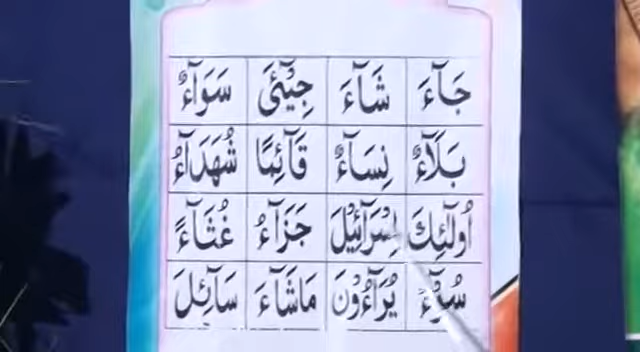 جَآءَ شَآءَ جِیْٓئَ سَوَآءٌ
بَلَآءٌ نِسَآءٌ قَآئِمًا شُهَدَآءُ
اُولٰٓئِكَ اِسْرَآئِیْلَ جَزَآءُ غُثَآءً
سُوْٓءُ یُرَآءُوْنَ مَاشَآءَ سَآئِلَ